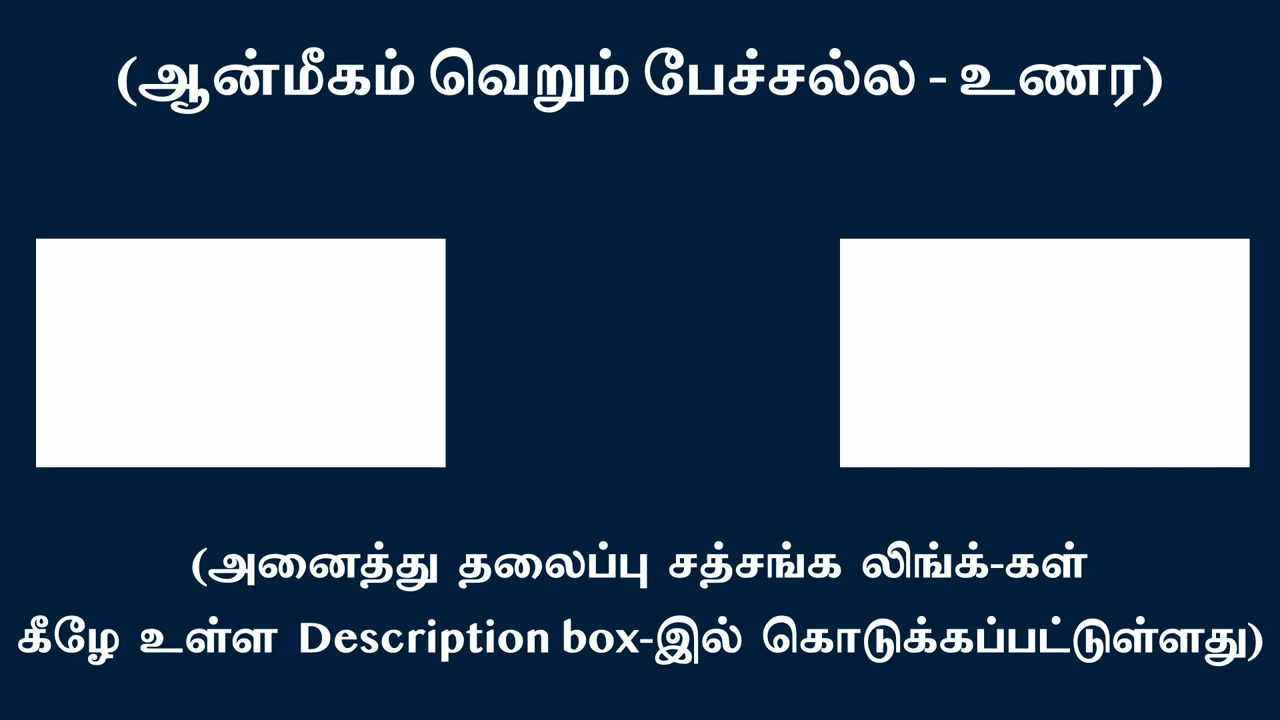 (ஆன்மீகம் வெறும் பேச்சல்ல - உணர)
(அனைத்து தலைப்பு சத்சங்க லிங்க்-கள்
கீழே உள்ள Description box-இல் கொடுக்கப்பட்டுள்ளது)